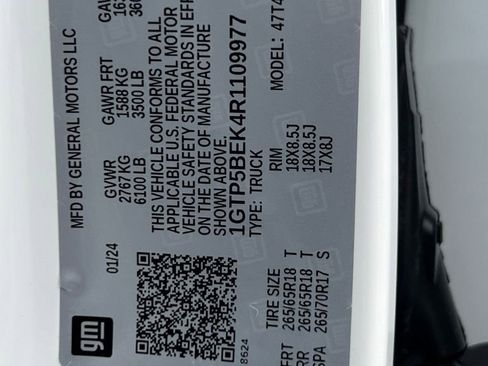 MFD BY GENERAL MOTORS LLC
01/24
GVWR
2767KG
6100 LB
GAWR FRT
1588 KG
3500 LB
THIS VEHICLE CONFORMS TO ALL
APPLICABLE U.S. FEDERAL MOTOR
VEHICLE SAFETY STANDARDS IN EFF
ON THE DATE OF MANUFACTURE
SHOWN ABOVE.
1GTP5BEK4R1109977
TYPE: TRUCK
MODEL: 47T4
8624
TIRE SIZE
RIM
FRT 265/65R18 T 18X8.5J
RR 265/65R18 T 18X8.5J
SPA 265/70R17 S 17X8J
gm